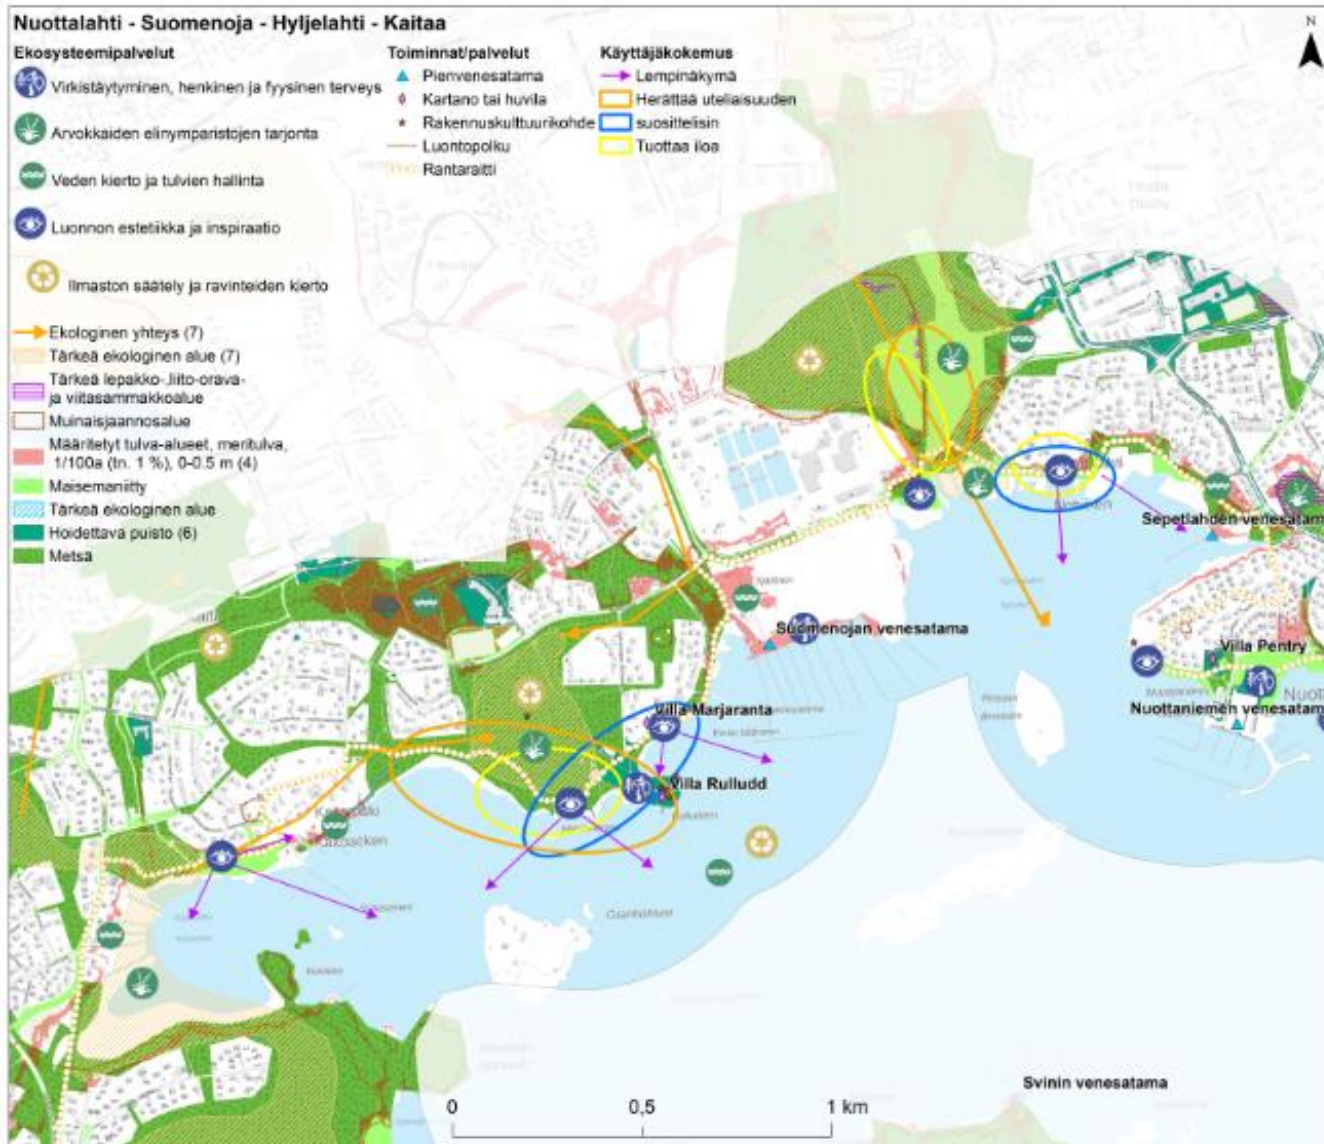 Nuottalahti - Suomenoja - Hyljelahti - Kaitaa
N
Ekosysteemipalvelut
Virkistäytyminen, henkinen ja fyysinen terveys
Arvokkaiden elinympäristojen tarjonta
Veden kierto ja tulvien hallinta
Luonnon estetiikka ja inspiraatio
Ilmaston säätely ja ravinteiden kierto
Ekologinen yhteys (7)
Tärkeä ekologinen alue (7)
Tärkeä lepakko-,liito-orava-
ja viitasammakkoalue
Muinaisjaannosalue
Määritetyt tulva-alueet, meritulva,
1/100a (tn. 1 %), 0-0.5 m (4)
Maisemaniitty
Tärkeä ekologinen alue
Hoidettava puisto (6)
Metsä
Toiminnat/palvelut
Pienvenesatama
Kartano tai huvila
Rakennuskulttuurikohde
Luontopolku
Rantaraitti
Käyttäjäkokemus
Lempinäkymä
Herättää uteliaisuuden
suosittelisin
Tuottaa iloa
Sepetlahden venesatam
Suomenojan venesatama
Villa Pentry
Villa Marjaranta
Nuottaniemen venesatam
Villa Rulludd
Svinin venesatama
0
0,5
1 km